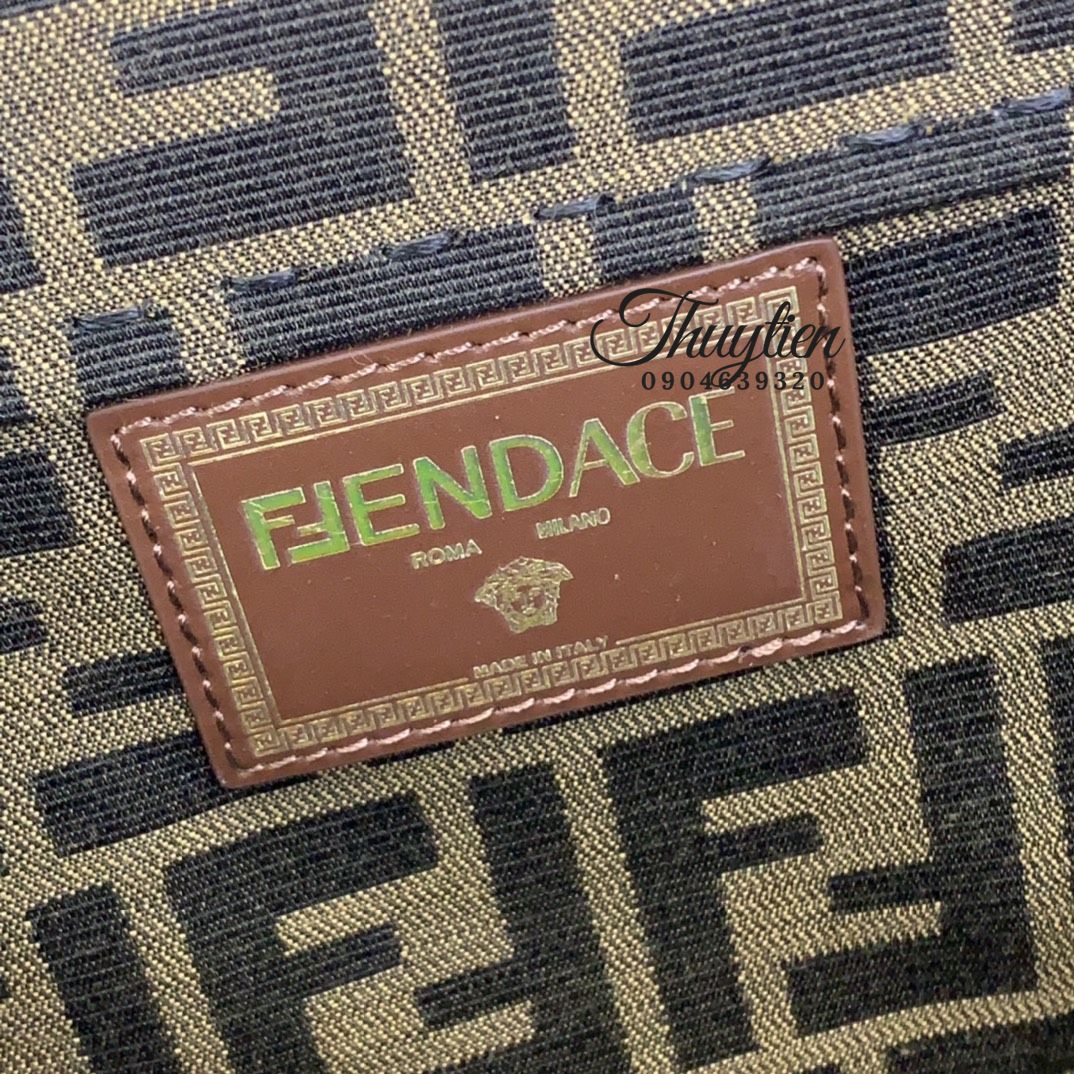 Thuytien
0904639320
FENDACE
ROMA MILANO
MADE IN ITALY